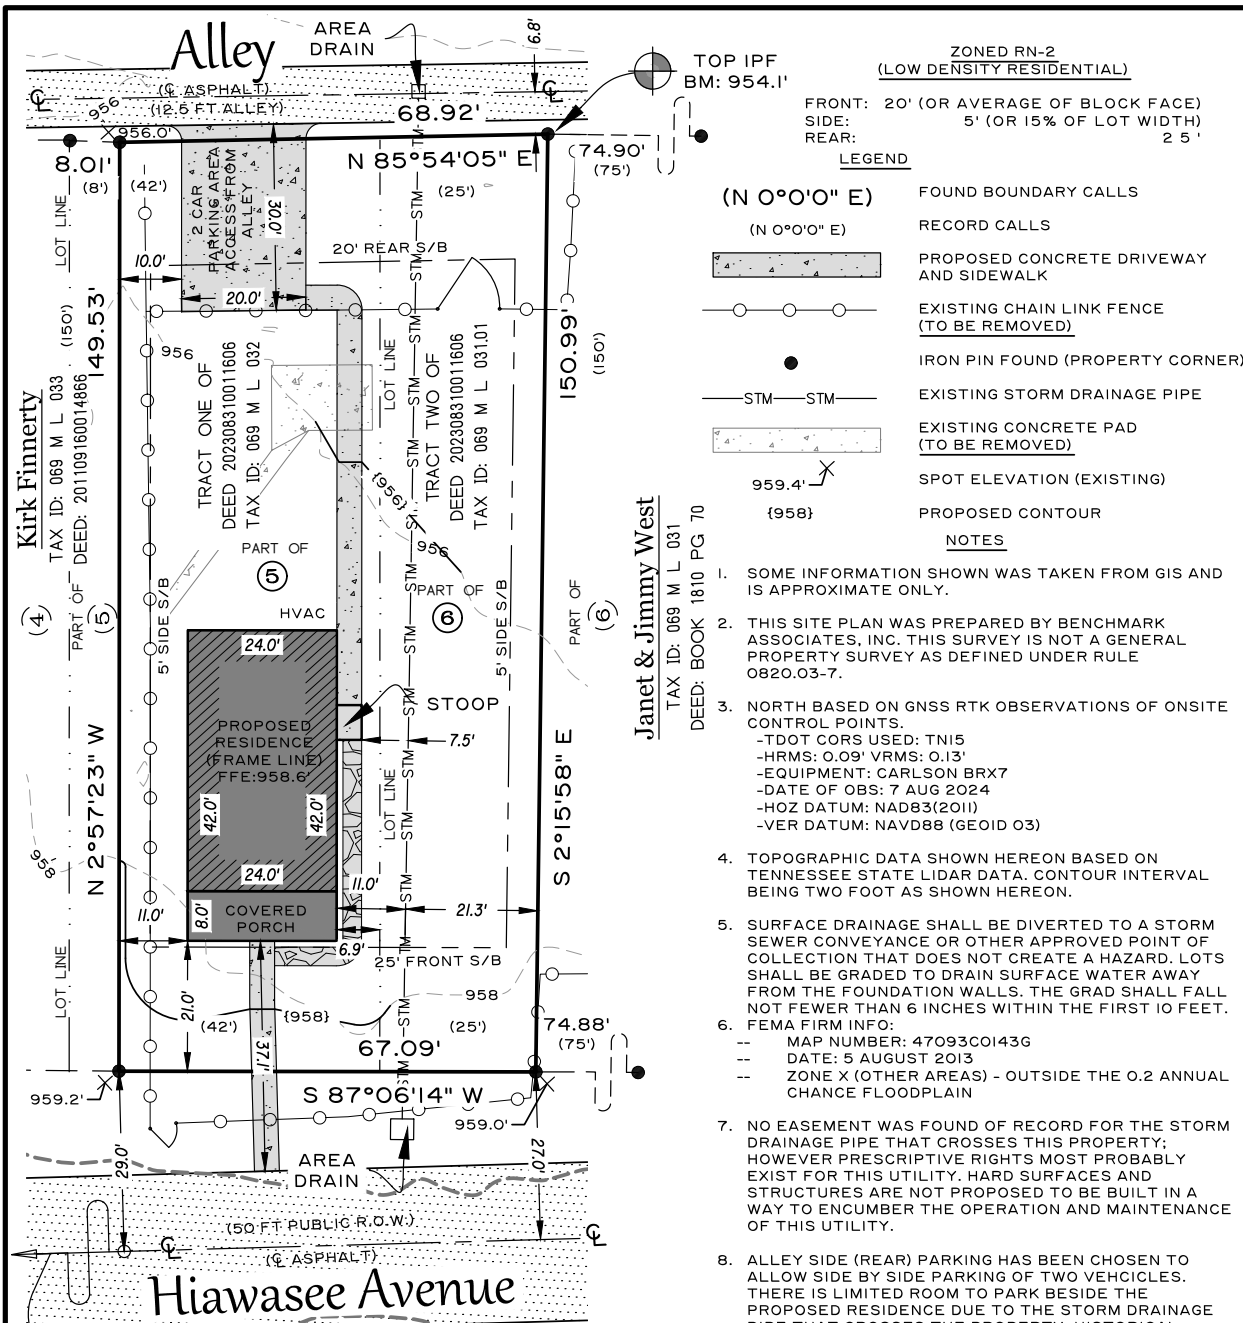 Alley
AREA
DRAIN
6.8'
TOP IPF
BM: 954.1'
(℄ ASPHALT)
(12.5 FT ALLEY)
℄
℄
956
956.0'
68.92'
N 85°54'05" E
8.01'
(8')
(42')
(25')
74.90'
(75')
2 CAR
PARKING AREA
ACCESS FROM
ALLEY
30.0'
20' REAR S/B
10.0'
20.0'
LOT LINE
(150')
149.53'
956
150.99'
(150')
Kirk Finnerty
TAX ID: 069 M L 033
DEED: 201109160014866
TRACT ONE OF
DEED 202308310011606
TAX ID: 069 M L 032
LOT LINE
TRACT TWO OF
DEED 202308310011606
TAX ID: 069 M L 031.01
STM
{956}
956
PART OF
5
PART OF
6
HVAC
(4)
PART OF
(5)
5' SIDE S/B
5' SIDE S/B
PART OF
(6)
Janet & Jimmy West
TAX ID: 069 M L 031
DEED: BOOK 1810 PG 70
24.0'
PROPOSED
RESIDENCE
(FRAME LINE)
FFE:958.6'
42.0'
42.0'
24.0'
STOOP
7.5'
LOT LINE
N 2°57'23" W
S 2°15'58" E
958
11.0'
11.0'
8.0'
COVERED
PORCH
21.3'
6.9'
25' FRONT S/B
LOT LINE
21.0'
37.1'
(42')
{958}
958
(25')
74.88'
(75')
67.09'
S 87°06'14" W
959.2'
959.0'
29.0'
27.0'
AREA
DRAIN
(50 FT PUBLIC R.O.W.)
℄
℄
(℄ ASPHALT)
Hiawasee Avenue
ZONED RN-2
(LOW DENSITY RESIDENTIAL)
FRONT: 20' (OR AVERAGE OF BLOCK FACE)
SIDE: 5' (OR 15% OF LOT WIDTH)
REAR: 25'
LEGEND
(N 0°0'0" E) FOUND BOUNDARY CALLS
(N 0°0'0" E) RECORD CALLS
PROPOSED CONCRETE DRIVEWAY
AND SIDEWALK
EXISTING CHAIN LINK FENCE
(TO BE REMOVED)
IRON PIN FOUND (PROPERTY CORNER)
STM STM EXISTING STORM DRAINAGE PIPE
EXISTING CONCRETE PAD
(TO BE REMOVED)
959.4' SPOT ELEVATION (EXISTING)
{958} PROPOSED CONTOUR
NOTES
1. SOME INFORMATION SHOWN WAS TAKEN FROM GIS AND
IS APPROXIMATE ONLY.
2. THIS SITE PLAN WAS PREPARED BY BENCHMARK
ASSOCIATES, INC. THIS SURVEY IS NOT A GENERAL
PROPERTY SURVEY AS DEFINED UNDER RULE
0820.03-7.
3. NORTH BASED ON GNSS RTK OBSERVATIONS OF ONSITE
CONTROL POINTS.
-TDOT CORS USED: TN15
-HRMS: 0.09' VRMS: 0.13'
-EQUIPMENT: CARLSON BRX7
-DATE OF OBS: 7 AUG 2024
-HOZ DATUM: NAD83(2011)
-VER DATUM: NAVD88 (GEOID 03)
4. TOPOGRAPHIC DATA SHOWN HEREON BASED ON
TENNESSEE STATE LIDAR DATA. CONTOUR INTERVAL
BEING TWO FOOT AS SHOWN HEREON.
5. SURFACE DRAINAGE SHALL BE DIVERTED TO A STORM
SEWER CONVEYANCE OR OTHER APPROVED POINT OF
COLLECTION THAT DOES NOT CREATE A HAZARD. LOTS
SHALL BE GRADED TO DRAIN SURFACE WATER AWAY
FROM THE FOUNDATION WALLS. THE GRAD SHALL FALL
NOT FEWER THAN 6 INCHES WITHIN THE FIRST 10 FEET.
6. FEMA FIRM INFO:
-- MAP NUMBER: 47093C0143G
-- DATE: 5 AUGUST 2013
-- ZONE X (OTHER AREAS) - OUTSIDE THE 0.2 ANNUAL
CHANCE FLOODPLAIN
7. NO EASEMENT WAS FOUND OF RECORD FOR THE STORM
DRAINAGE PIPE THAT CROSSES THIS PROPERTY;
HOWEVER PRESCRIPTIVE RIGHTS MOST PROBABLY
EXIST FOR THIS UTILITY. HARD SURFACES AND
STRUCTURES ARE NOT PROPOSED TO BE BUILT IN A
WAY TO ENCUMBER THE OPERATION AND MAINTENANCE
OF THIS UTILITY.
8. ALLEY SIDE (REAR) PARKING HAS BEEN CHOSEN TO
ALLOW SIDE BY SIDE PARKING OF TWO VEHCICLES.
THERE IS LIMITED ROOM TO PARK BESIDE THE
PROPOSED RESIDENCE DUE TO THE STORM DRAINAGE
PIPE THAT CROSSES THE PROPERTY. HISTORICAL